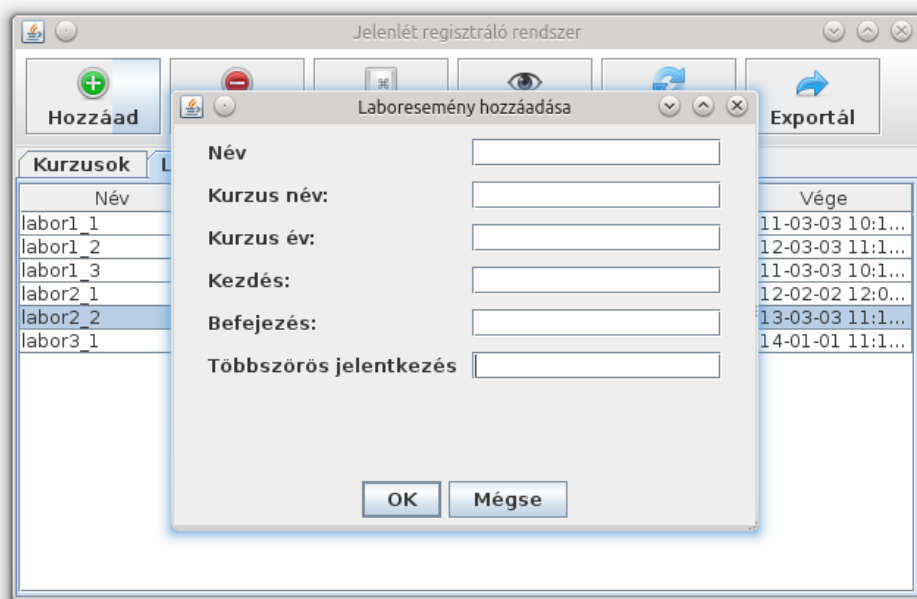 Jelenlét regisztráló rendszer
Hozzáad
Exportál
Kurzusok
Név
Vége
labor1_1
11-03-03 10:1...
labor1_2
12-03-03 11:1...
labor1_3
11-03-03 10:1...
labor2_1
12-02-02 12:0...
labor2_2
13-03-03 11:1...
labor3_1
14-01-01 11:1...
Laboresemény hozzáadása
Név
Kurzus név:
Kurzus év:
Kezdés:
Befejezés:
Többszörös jelentkezés
OK
Mégse